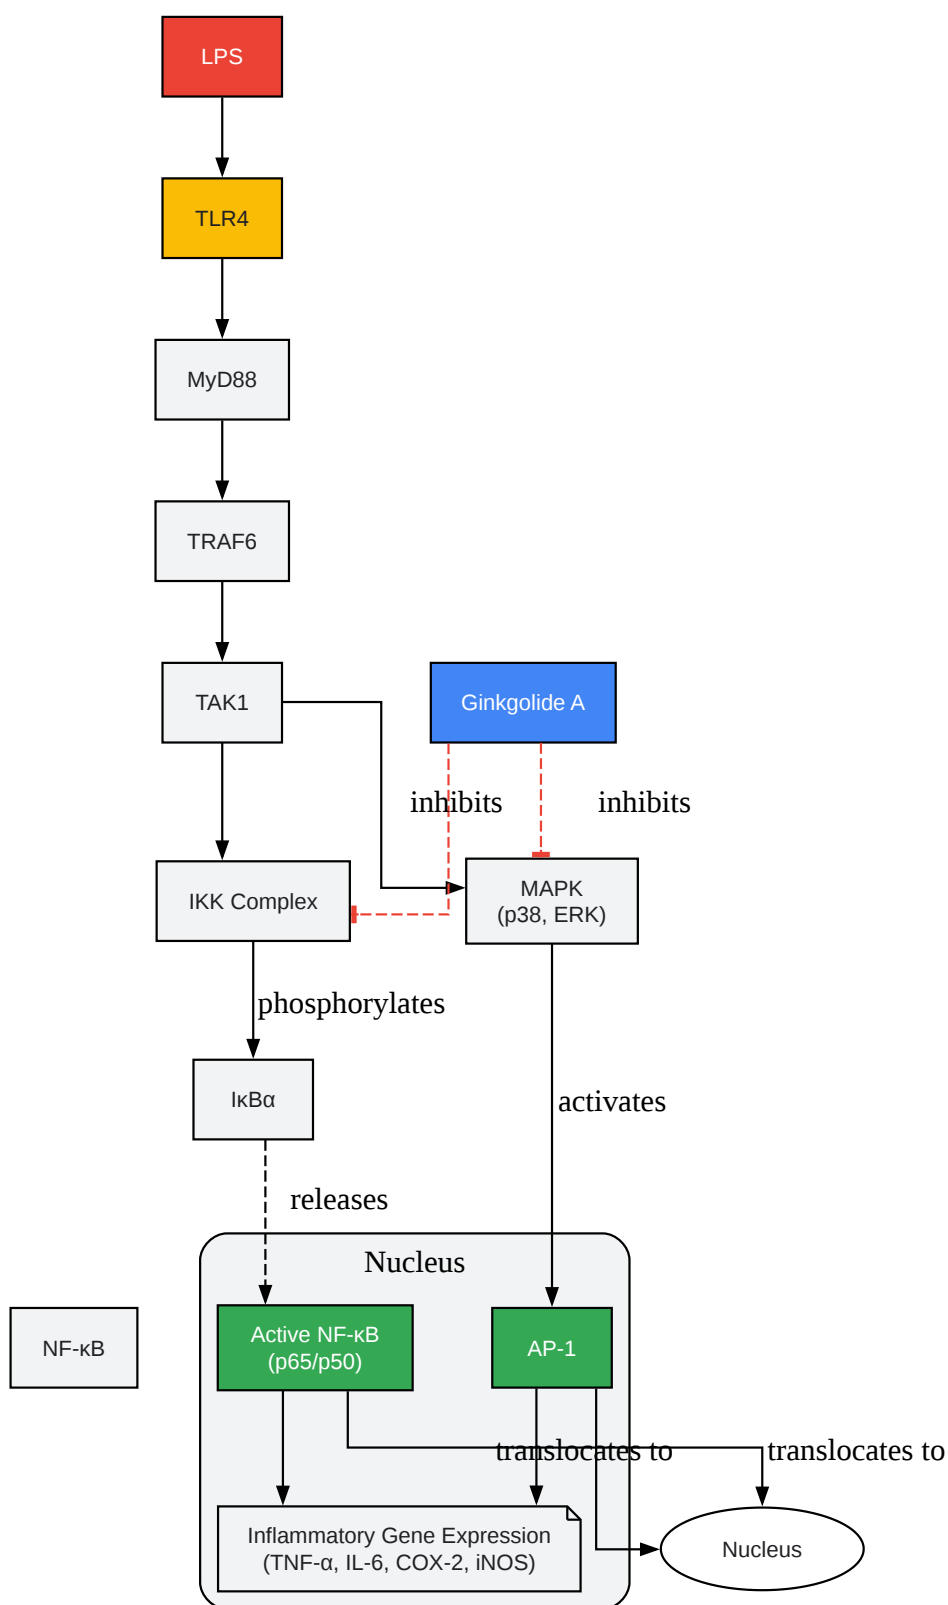 LPS
TLR4
MyD88
TRAF6
TAK1
Ginkgolide A
inhibits
inhibits
IKK Complex
MAPK
(p38, ERK)
phosphorylates
IκBα
activates
releases
Nucleus
NF-κB
Active NF-κB
(p65/p50)
AP-1
translocates to
translocates to
Inflammatory Gene Expression
(TNF-α, IL-6, COX-2, iNOS)
Nucleus